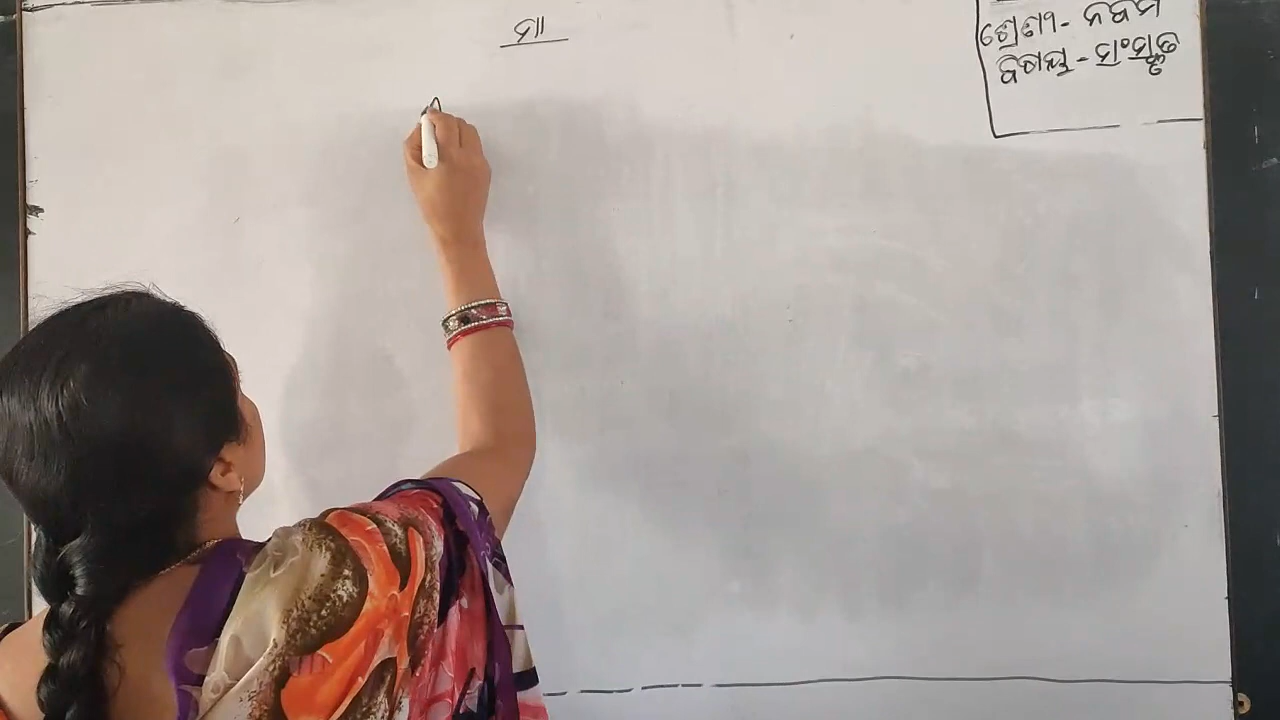 ମା
ଶ୍ରେଣୀ - ନବମ
ବିଷୟ - ସଂସ୍କୃତ